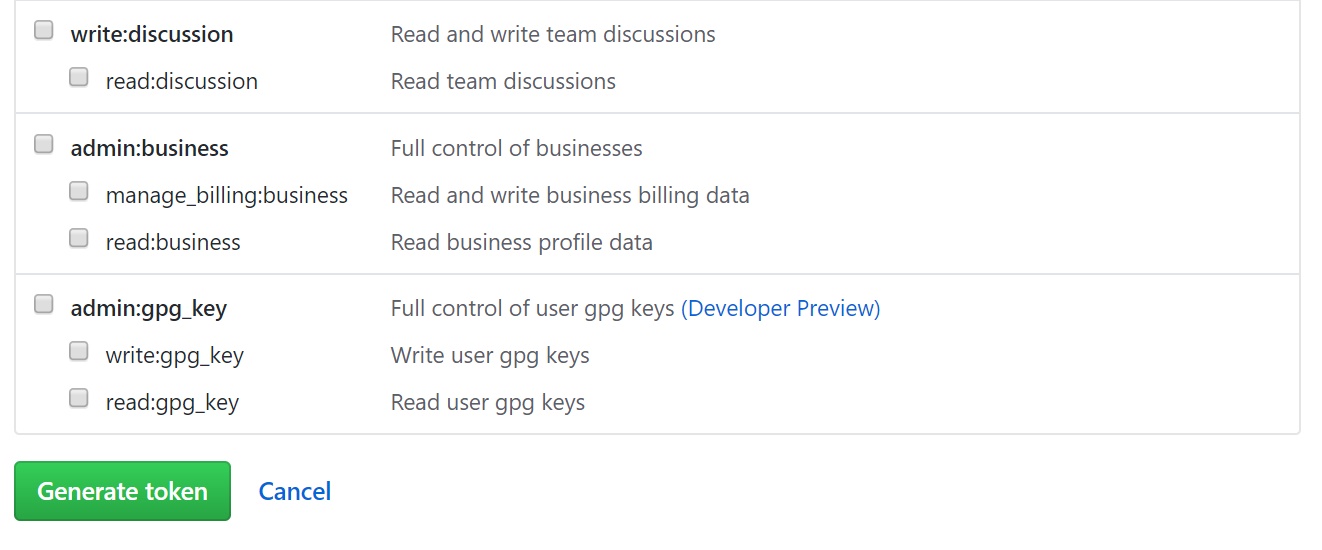 write:discussion Read and write team discussions
read:discussion Read team discussions
admin:business Full control of businesses
manage_billing:business Read and write business billing data
read:business Read business profile data
admin:gpg_key Full control of user gpg keys (Developer Preview)
write:gpg_key Write user gpg keys
read:gpg_key Read user gpg keys
Generate token Cancel